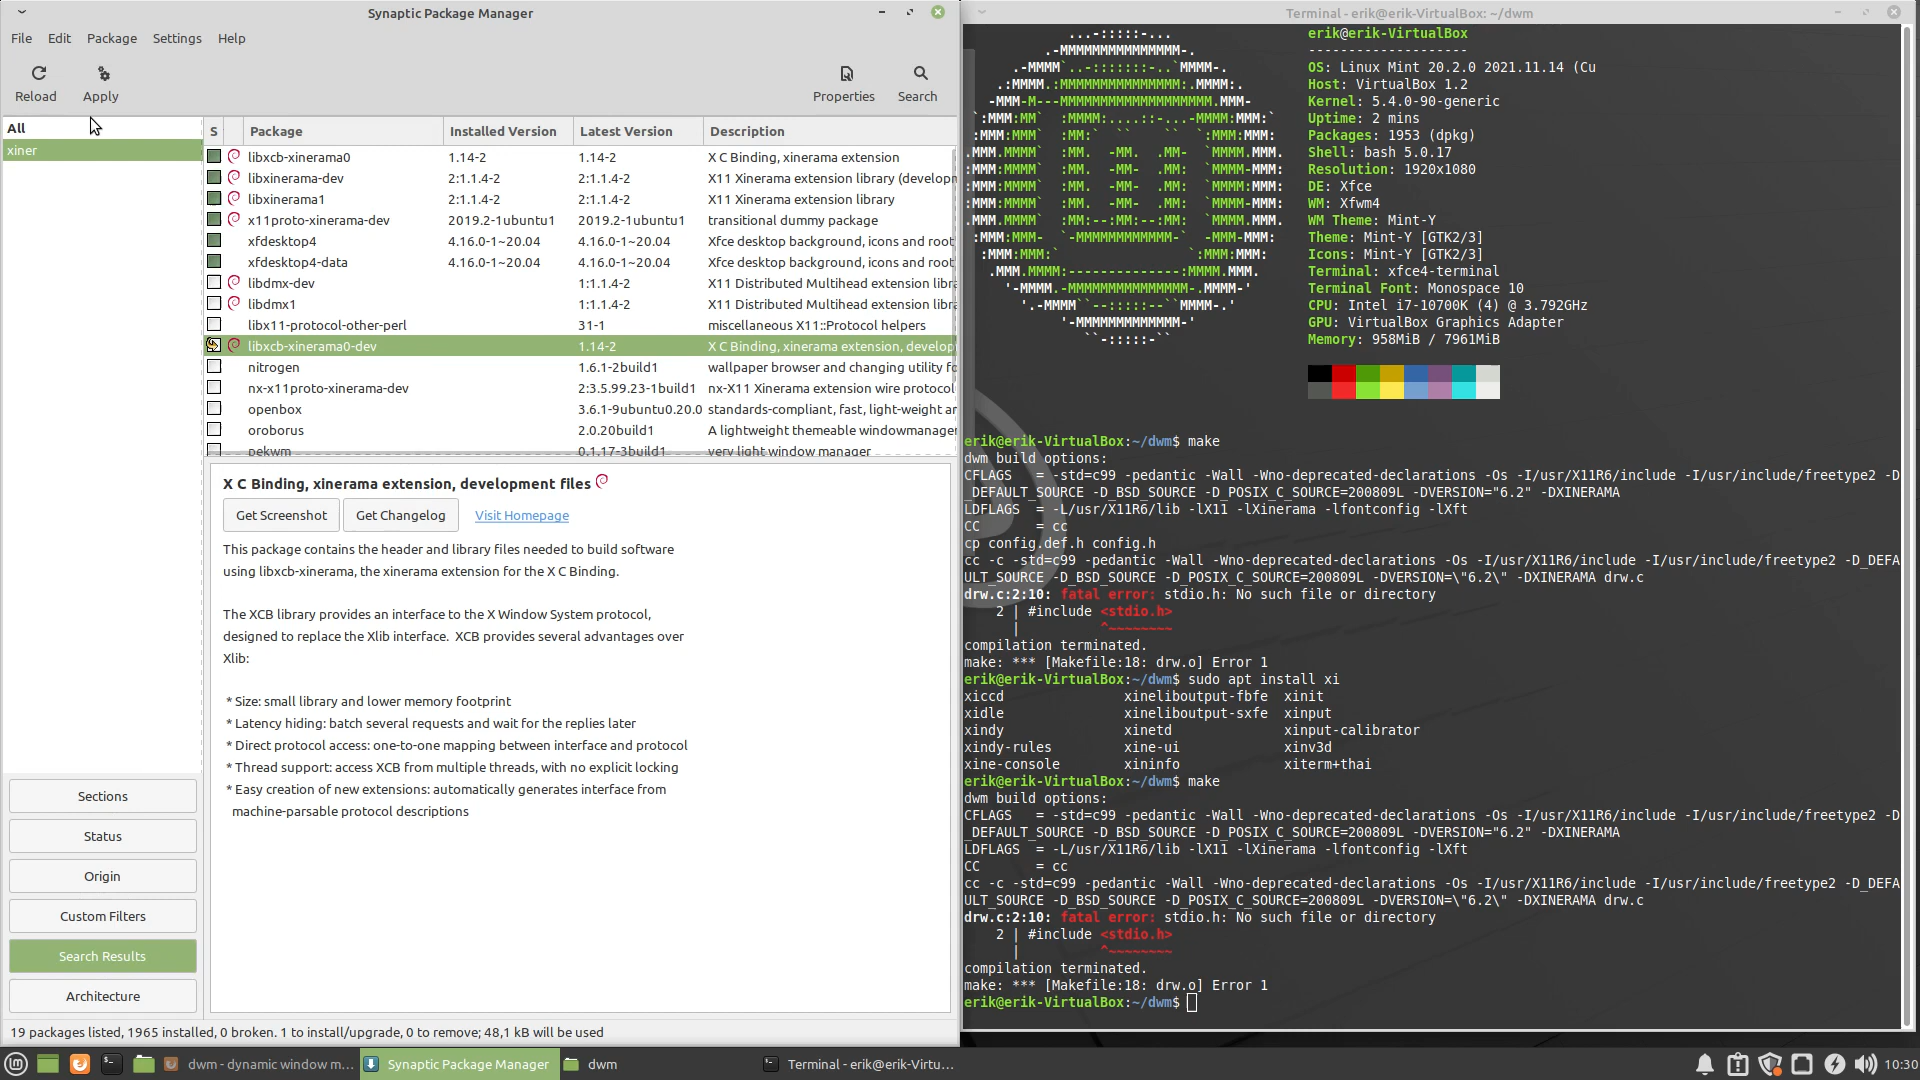 Synaptic Package Manager
File Edit Package Settings Help
Reload Apply Properties Search
All
xiner
S Package Installed Version Latest Version Description
libxcb-xinerama0 1.14-2 1.14-2 X C Binding, xinerama extension
libxinerama-dev 2:1.1.4-2 2:1.1.4-2 X11 Xinerama extension library (develop
libxinerama1 2:1.1.4-2 2:1.1.4-2 X11 Xinerama extension library
x11proto-xinerama-dev 2019.2-1ubuntu1 2019.2-1ubuntu1 transitional dummy package
xfdesktop4 4.16.0-1~20.04 4.16.0-1~20.04 Xfce desktop background, icons and root
xfdesktop4-data 4.16.0-1~20.04 4.16.0-1~20.04 Xfce desktop background, icons and root
libdmx-dev 1:1.1.4-2 X11 Distributed Multihead extension libr
libdmx1 1:1.1.4-2 X11 Distributed Multihead extension libr
libx11-protocol-other-perl 31-1 miscellaneous X11::Protocol helpers
libxcb-xinerama0-dev 1.14-2 X C Binding, xinerama extension, develop
nitrogen 1.6.1-2build1 wallpaper browser and changing utility fo
nx-x11proto-xinerama-dev 2:3.5.99.23-1build1 nx-X11 Xinerama extension wire protocol
openbox 3.6.1-9ubuntu0.20.0 standards-compliant, fast, light-weight ar
oroborus 2.0.20build1 A lightweight themeable windowmanage
pekwm 0.1.17-3build1 very light window manager
X C Binding, xinerama extension, development files
Get Screenshot Get Changelog Visit Homepage
This package contains the header and library files needed to build software
using libxcb-xinerama, the xinerama extension for the X C Binding.
The XCB library provides an interface to the X Window System protocol,
designed to replace the Xlib interface.  XCB provides several advantages over
Xlib:
* Size: small library and lower memory footprint
* Latency hiding: batch several requests and wait for the replies later
* Direct protocol access: one-to-one mapping between interface and protocol
* Thread support: access XCB from multiple threads, with no explicit locking
* Easy creation of new extensions: automatically generates interface from
machine-parsable protocol descriptions
Sections
Status
Origin
Custom Filters
Search Results
Architecture
19 packages listed, 1965 installed, 0 broken. 1 to install/upgrade, 0 to remove; 48,1 kB will be used
Terminal - erik@erik-VirtualBox: ~/dwm
erik@erik-VirtualBox
--------------------
OS: Linux Mint 20.2.0 2021.11.14 (Cu
Host: VirtualBox 1.2
Kernel: 5.4.0-90-generic
Uptime: 2 mins
Packages: 1953 (dpkg)
Shell: bash 5.0.17
Resolution: 1920x1080
DE: Xfce
WM: Xfwm4
WM Theme: Mint-Y
Theme: Mint-Y [GTK2/3]
Icons: Mint-Y [GTK2/3]
Terminal: xfce4-terminal
Terminal Font: Monospace 10
CPU: Intel i7-10700K (4) @ 3.792GHz
GPU: VirtualBox Graphics Adapter
Memory: 958MiB / 7961MiB
erik@erik-VirtualBox:~/dwm$ make
dwm build options:
CFLAGS   = -std=c99 -pedantic -Wall -Wno-deprecated-declarations -Os -I/usr/X11R6/include -I/usr/include/freetype2 -D
_DEFAULT_SOURCE -D_BSD_SOURCE -D_POSIX_C_SOURCE=200809L -DVERSION="6.2" -DXINERAMA
LDFLAGS  = -L/usr/X11R6/lib -lX11 -lXinerama -lfontconfig -lXft
CC       = cc
cp config.def.h config.h
cc -c -std=c99 -pedantic -Wall -Wno-deprecated-declarations -Os -I/usr/X11R6/include -I/usr/include/freetype2 -D_DEFA
ULT_SOURCE -D_BSD_SOURCE -D_POSIX_C_SOURCE=200809L -DVERSION=\"6.2\" -DXINERAMA drw.c
drw.c:2:10: fatal error: stdio.h: No such file or directory
2 | #include <stdio.h>
|          ^~~~~~~~~
compilation terminated.
make: *** [Makefile:18: drw.o] Error 1
erik@erik-VirtualBox:~/dwm$ sudo apt install xi
xiccd xineliboutput-fbfe xinit
xidle xineliboutput-sxfe xinput
xindy xinetd xinput-calibrator
xindy-rules xine-ui xinv3d
xine-console xininfo xiterm+thai
erik@erik-VirtualBox:~/dwm$ make
dwm build options:
CFLAGS   = -std=c99 -pedantic -Wall -Wno-deprecated-declarations -Os -I/usr/X11R6/include -I/usr/include/freetype2 -D
_DEFAULT_SOURCE -D_BSD_SOURCE -D_POSIX_C_SOURCE=200809L -DVERSION="6.2" -DXINERAMA
LDFLAGS  = -L/usr/X11R6/lib -lX11 -lXinerama -lfontconfig -lXft
CC       = cc
cc -c -std=c99 -pedantic -Wall -Wno-deprecated-declarations -Os -I/usr/X11R6/include -I/usr/include/freetype2 -D_DEFA
ULT_SOURCE -D_BSD_SOURCE -D_POSIX_C_SOURCE=200809L -DVERSION=\"6.2\" -DXINERAMA drw.c
drw.c:2:10: fatal error: stdio.h: No such file or directory
2 | #include <stdio.h>
|          ^~~~~~~~~
compilation terminated.
make: *** [Makefile:18: drw.o] Error 1
erik@erik-VirtualBox:~/dwm$
dwm - dynamic window m... Synaptic Package Manager dwm Terminal - erik@erik-Virtu... 10:30